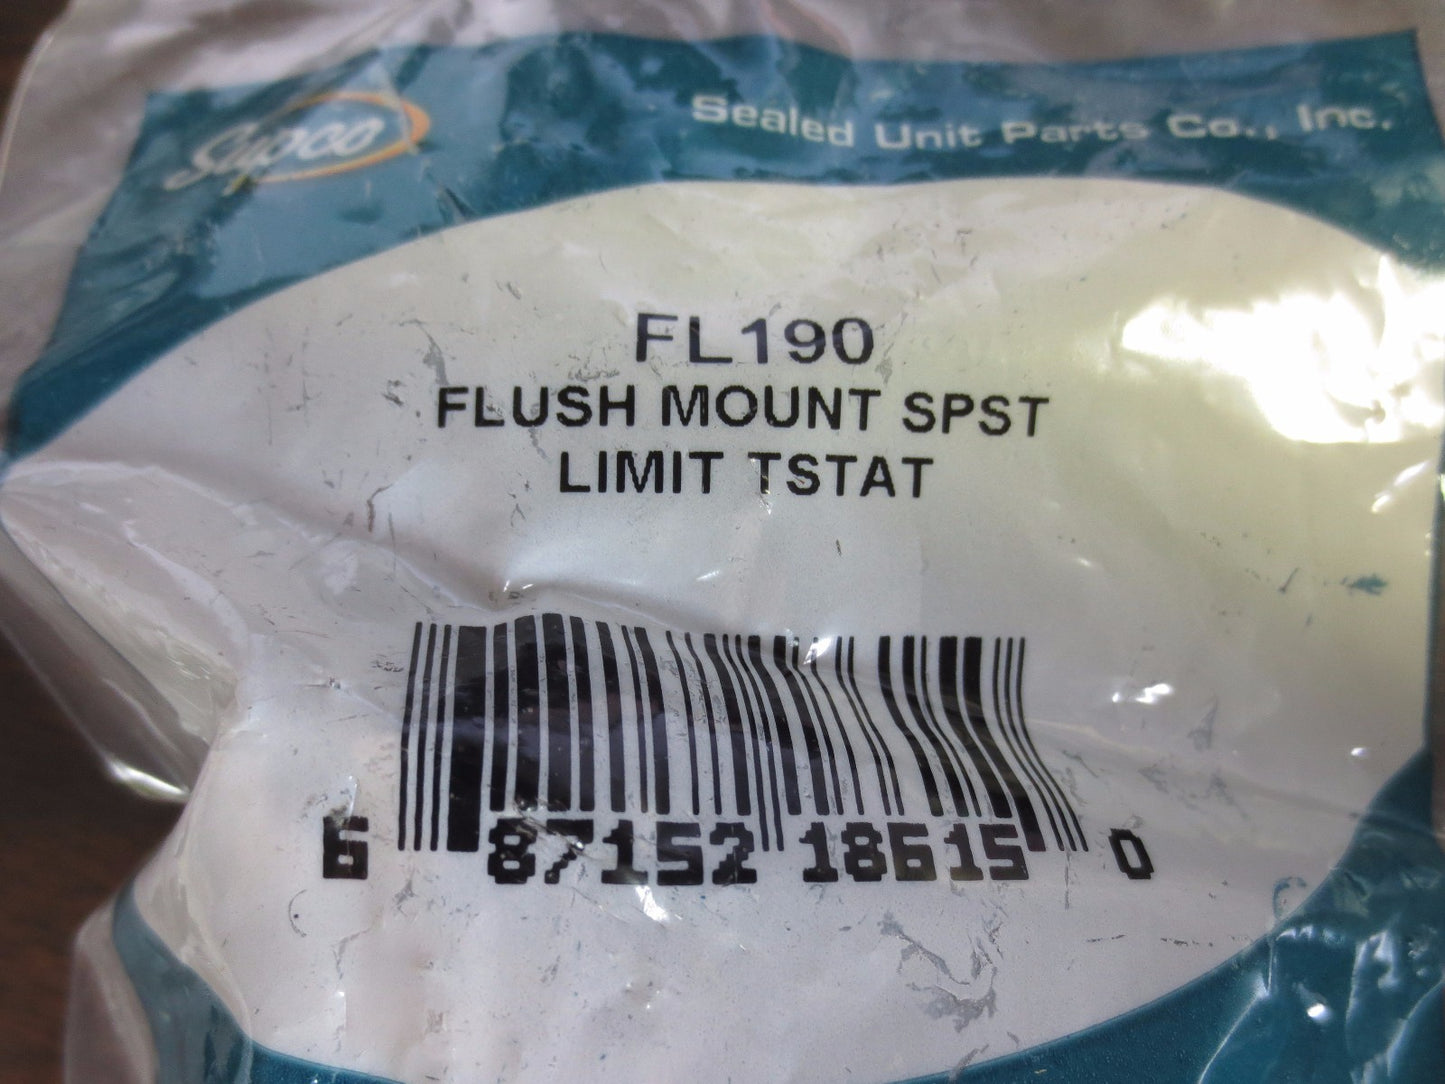 Supco
Sealed Unit Parts Co., Inc.
FL190
FLUSH MOUNT SPST
LIMIT TSTAT
6 87152 18615 0